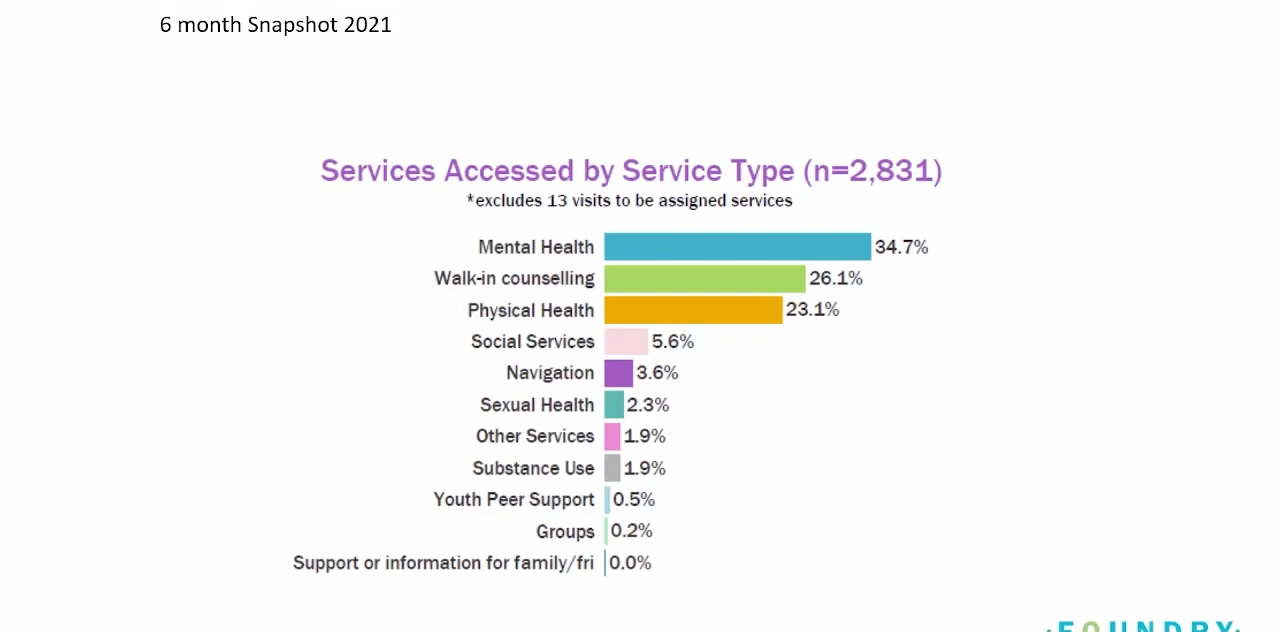 6 month Snapshot 2021
Services Accessed by Service Type (n=2,831)
*excludes 13 visits to be assigned services
Mental Health 34.7%
Walk-in counselling 26.1%
Physical Health 23.1%
Social Services 5.6%
Navigation 3.6%
Sexual Health 2.3%
Other Services 1.9%
Substance Use 1.9%
Youth Peer Support 0.5%
Groups 0.2%
Support or information for family/fri 0.0%
FOUNDRY